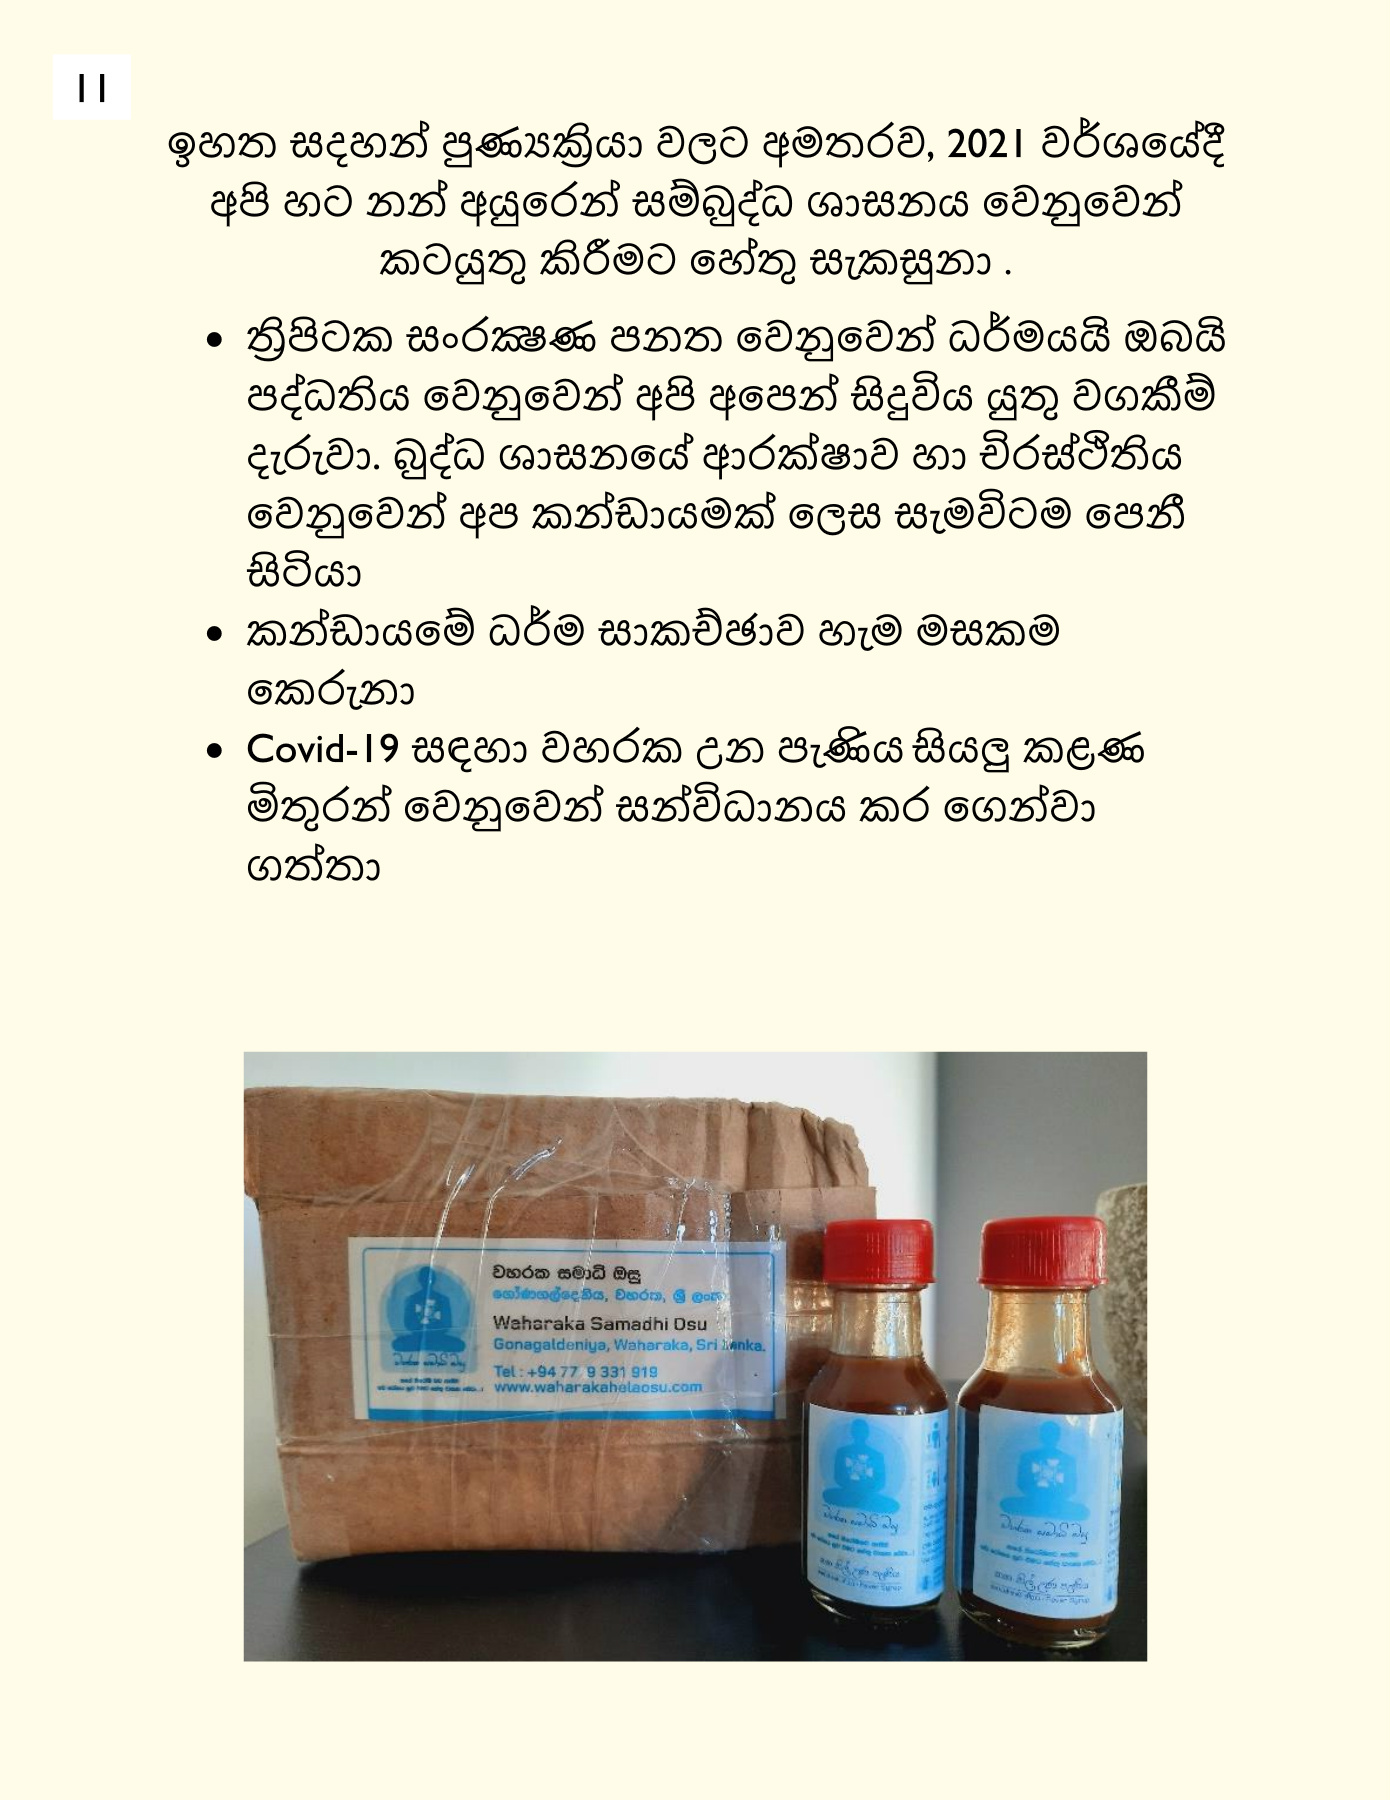 11
ඉහත සදහන් පුණ්‍යක්‍රියා වලට අමතරව, 2021 වර්ශයේදී
අපි හට නන් අයුරෙන් සම්බුද්ධ ශාසනය වෙනුවෙන්
කටයුතු කිරීමට හේතු සැකසුනා .
• ත්‍රිපිටක සංරක්‍ෂණ පනත වෙනුවෙන් ධර්මයයි ඔබයි
පද්ධතිය වෙනුවෙන් අපි අපෙන් සිදුවිය යුතු වගකීම්
දැරුවා. බුද්ධ ශාසනයේ ආරක්ෂාව හා චිරස්ථිතිය
වෙනුවෙන් අප කන්ඩායමක් ලෙස සැමවිටම පෙනී
සිටියා
• කන්ඩායමේ ධර්ම සාකච්ඡාව හැම මසකම
කෙරුනා
• Covid-19 සඳහා වහරක උන පැණිය සියලු කළණ
මිතුරන් වෙනුවෙන් සන්විධානය කර ගෙන්වා
ගත්තා
වහරක සමාධි ඔසු
ගෝණගල්දෙණිය, වහරක, ශ්‍රී ලංකා
Waharaka Samadhi Osu
Gonagaldeniya, Waharaka, Sri Lanka.
Tel : +94 77 9 331 919
www.waharakahelaosu.com